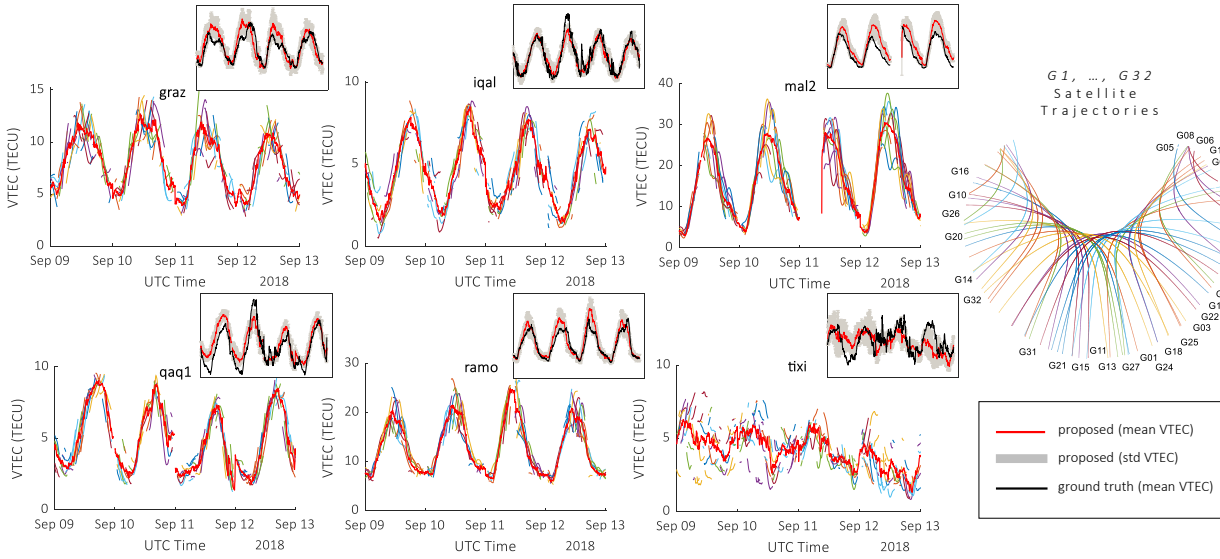 graz
VTEC (TECU)
15
10
5
0
Sep 09 Sep 10 Sep 11 Sep 12 Sep 13
UTC Time 2018
iqal
VTEC (TECU)
10
5
0
Sep 09 Sep 10 Sep 11 Sep 12 Sep 13
UTC Time 2018
mal2
VTEC (TECU)
40
30
20
10
0
Sep 09 Sep 10 Sep 11 Sep 12 Sep 13
UTC Time 2018
G1, …, G32
Satellite
Trajectories
G05
G08
G06
G16
G10
G26
G20
G14
G32
G31
G21
G15
G11
G13
G27
G01
G24
G18
G25
G03
G22
qaq1
VTEC (TECU)
10
5
0
Sep 09 Sep 10 Sep 11 Sep 12 Sep 13
UTC Time 2018
ramo
VTEC (TECU)
30
20
10
0
Sep 09 Sep 10 Sep 11 Sep 12 Sep 13
UTC Time 2018
tixi
VTEC (TECU)
10
5
0
Sep 09 Sep 10 Sep 11 Sep 12 Sep 13
UTC Time 2018
proposed (mean VTEC)
proposed (std VTEC)
ground truth (mean VTEC)